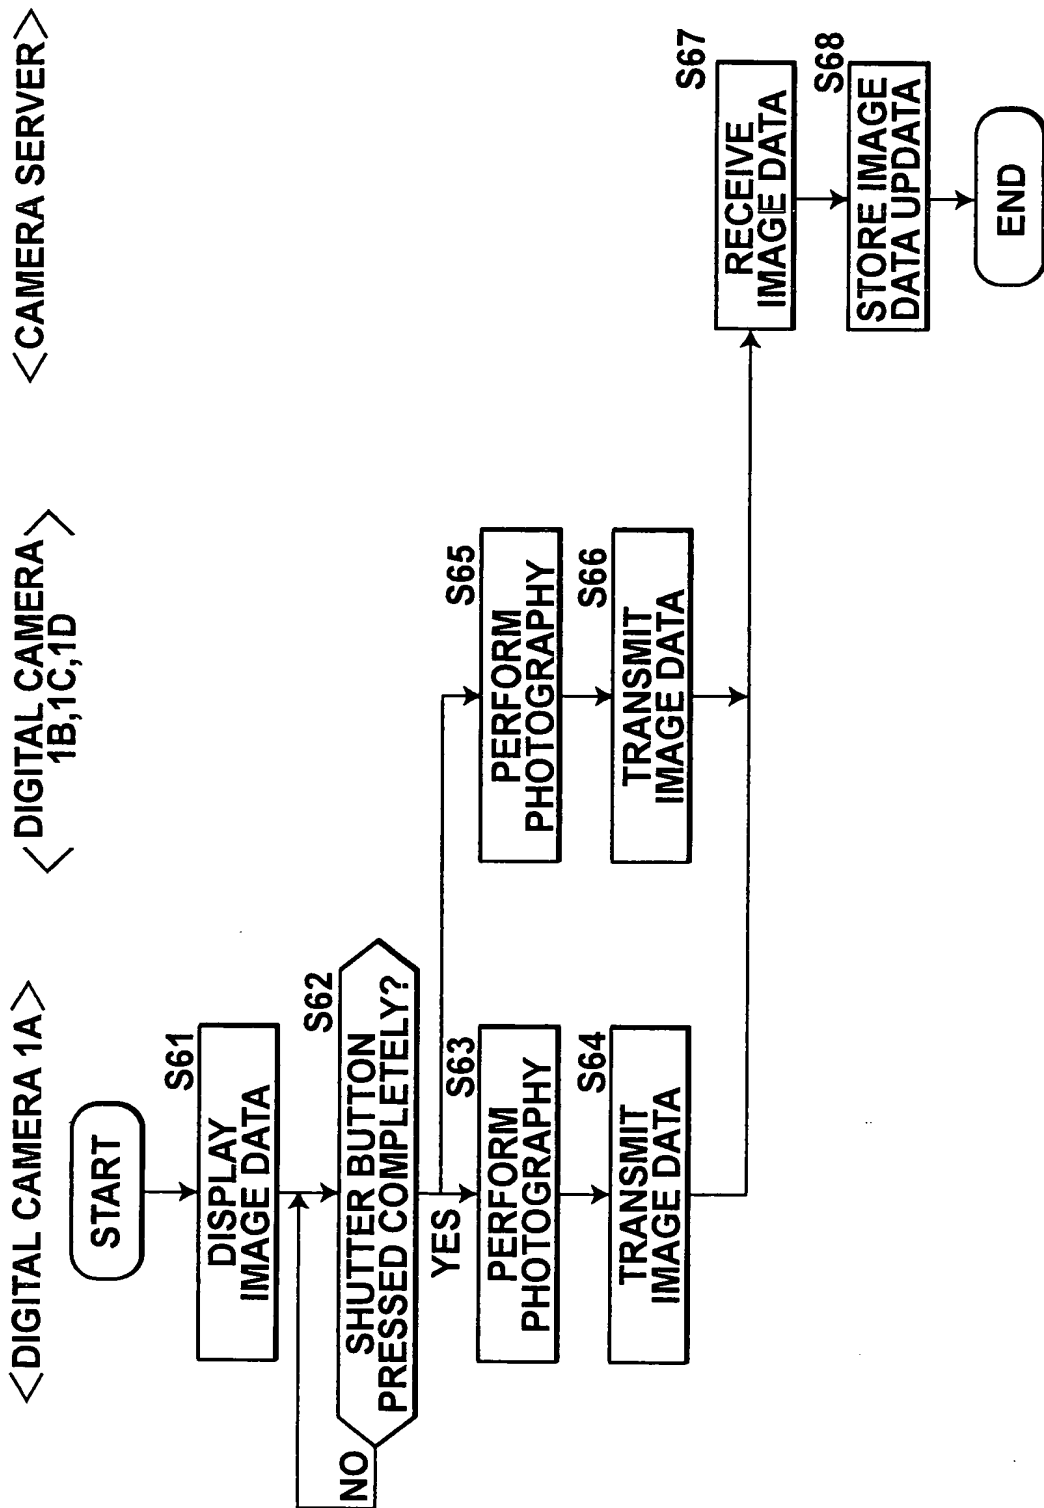 <DIGITAL CAMERA 1A>
START
S61
DISPLAY
IMAGE DATA
S62
SHUTTER BUTTON
PRESSED COMPLETELY?
NO
YES
S63
PERFORM
PHOTOGRAPHY
S64
TRANSMIT
IMAGE DATA
<DIGITAL CAMERA>
1B,1C,1D
S65
PERFORM
PHOTOGRAPHY
S66
TRANSMIT
IMAGE DATA
<CAMERA SERVER>
S67
RECEIVE
IMAGE DATA
S68
STORE IMAGE
DATA UPDATA
END